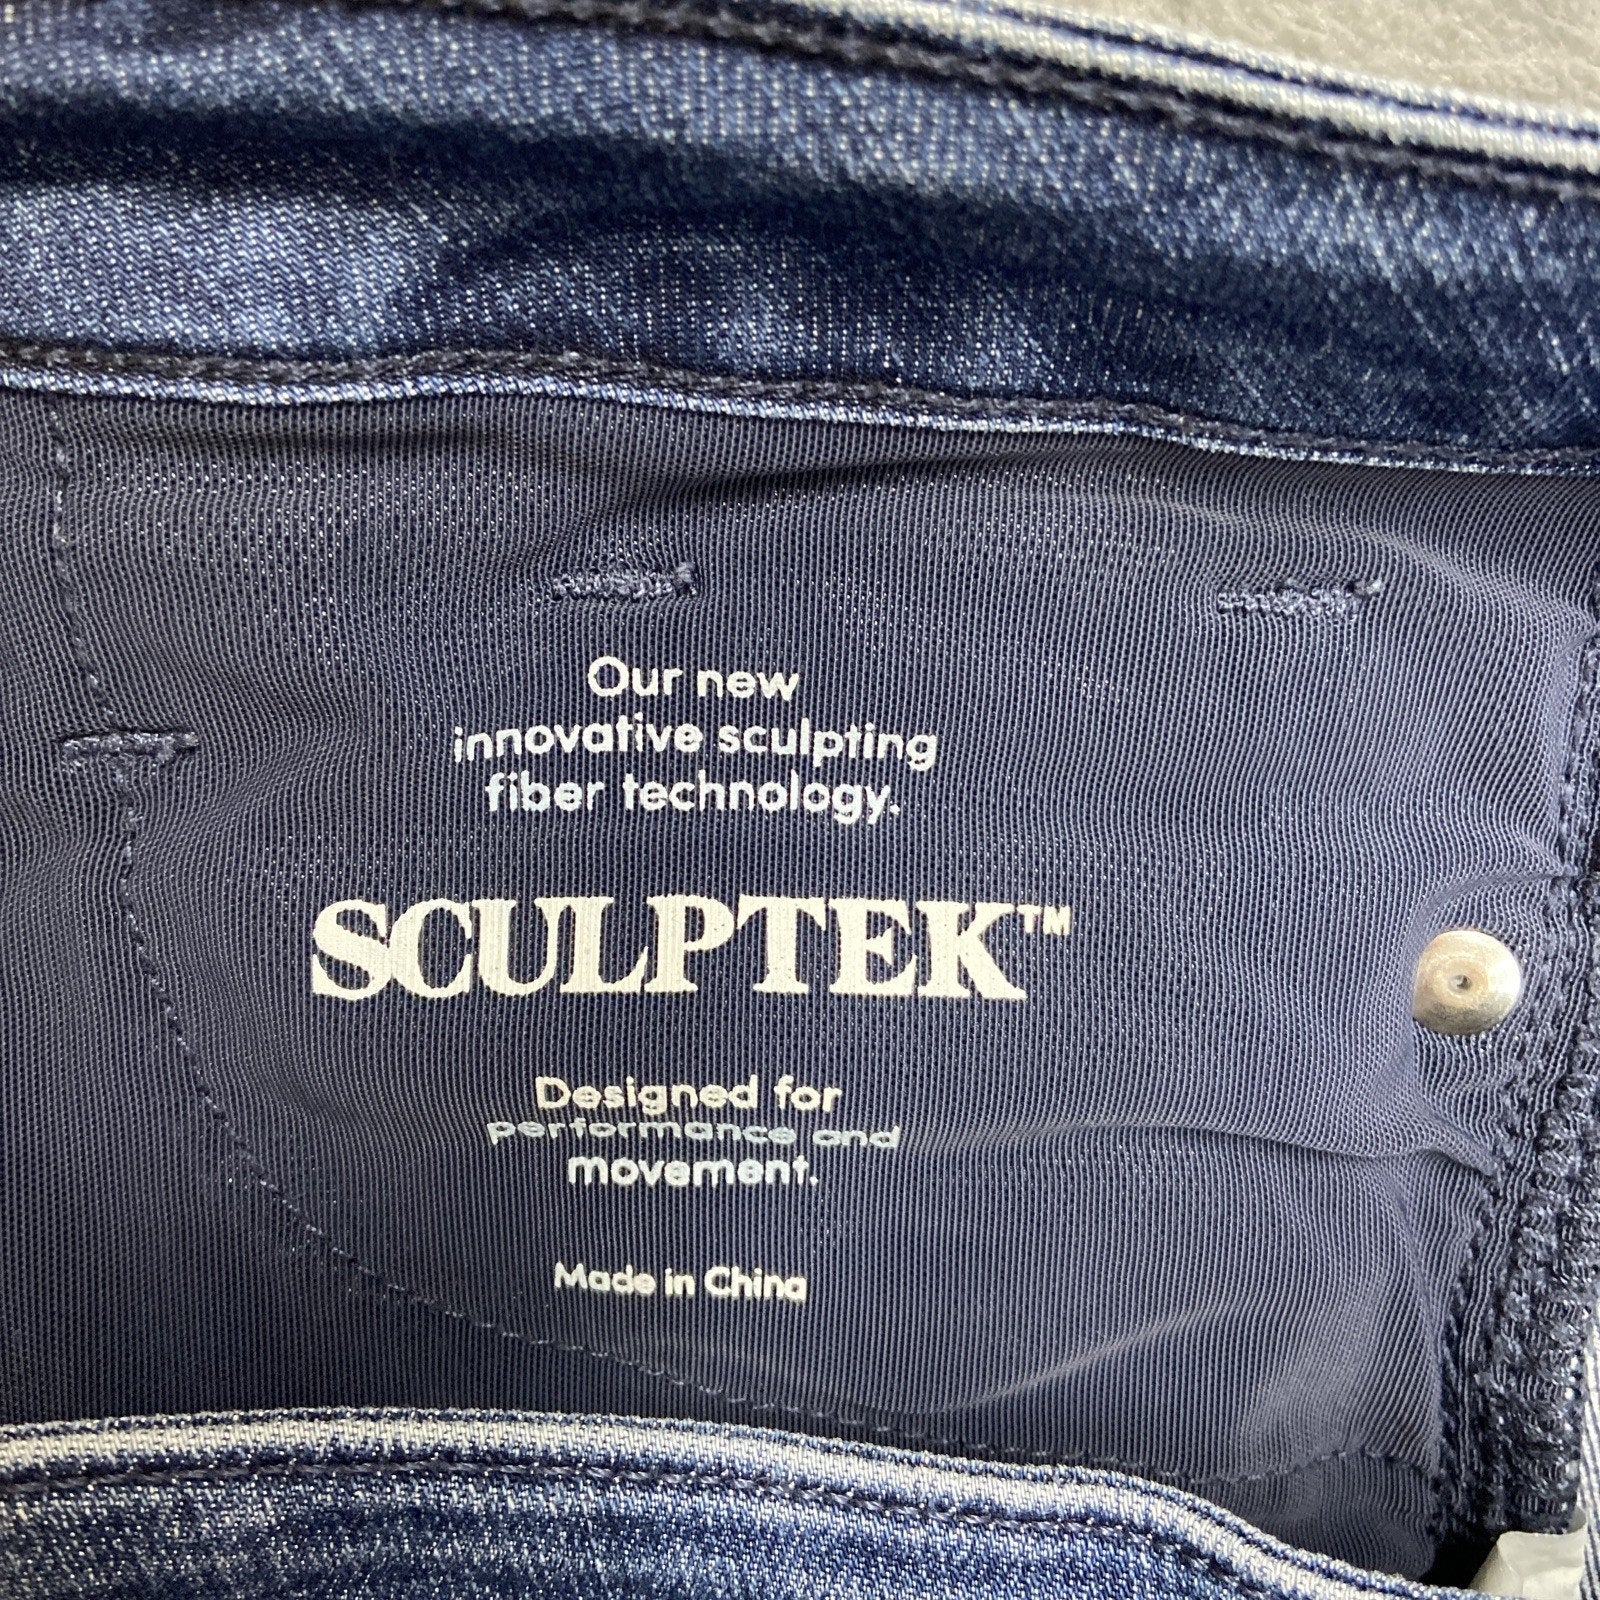 Our new
innovative sculpting
fiber technology.
SCULPTEK™
Designed for
performance and
movement.
Made in China